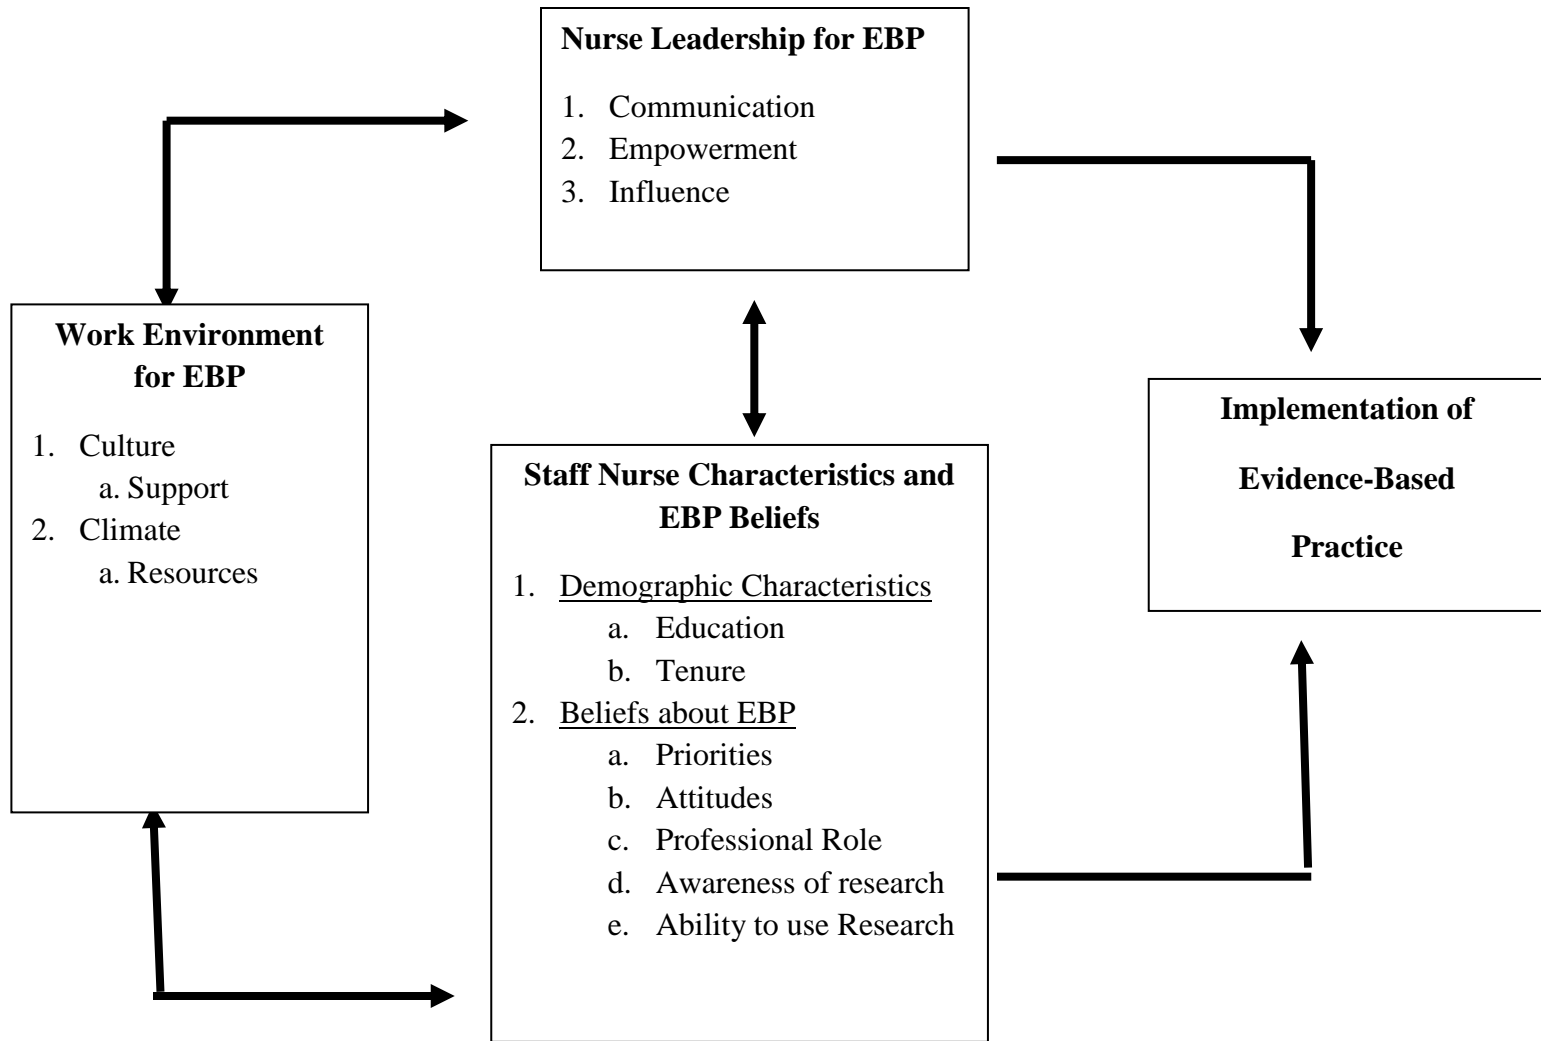 Nurse Leadership for EBP
1. Communication
2. Empowerment
3. Influence
Work Environment
for EBP
1. Culture
a. Support
2. Climate
a. Resources
Staff Nurse Characteristics and
EBP Beliefs
1. Demographic Characteristics
a. Education
b. Tenure
2. Beliefs about EBP
a. Priorities
b. Attitudes
c. Professional Role
d. Awareness of research
e. Ability to use Research
Implementation of
Evidence-Based
Practice